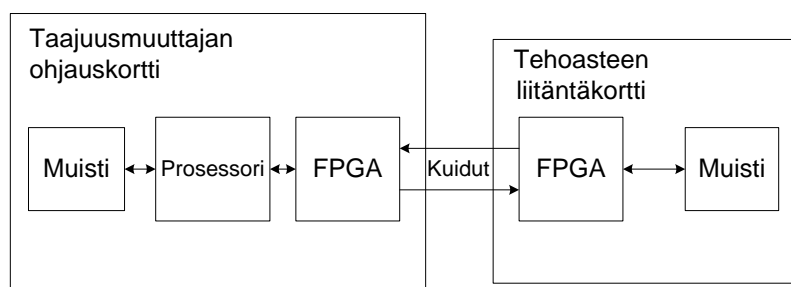 Taajuusmuuttajan
ohjauskortti
Tehoasteen
liitäntäkortti
Muisti
Prosessori
FPGA
Kuidut
FPGA
Muisti